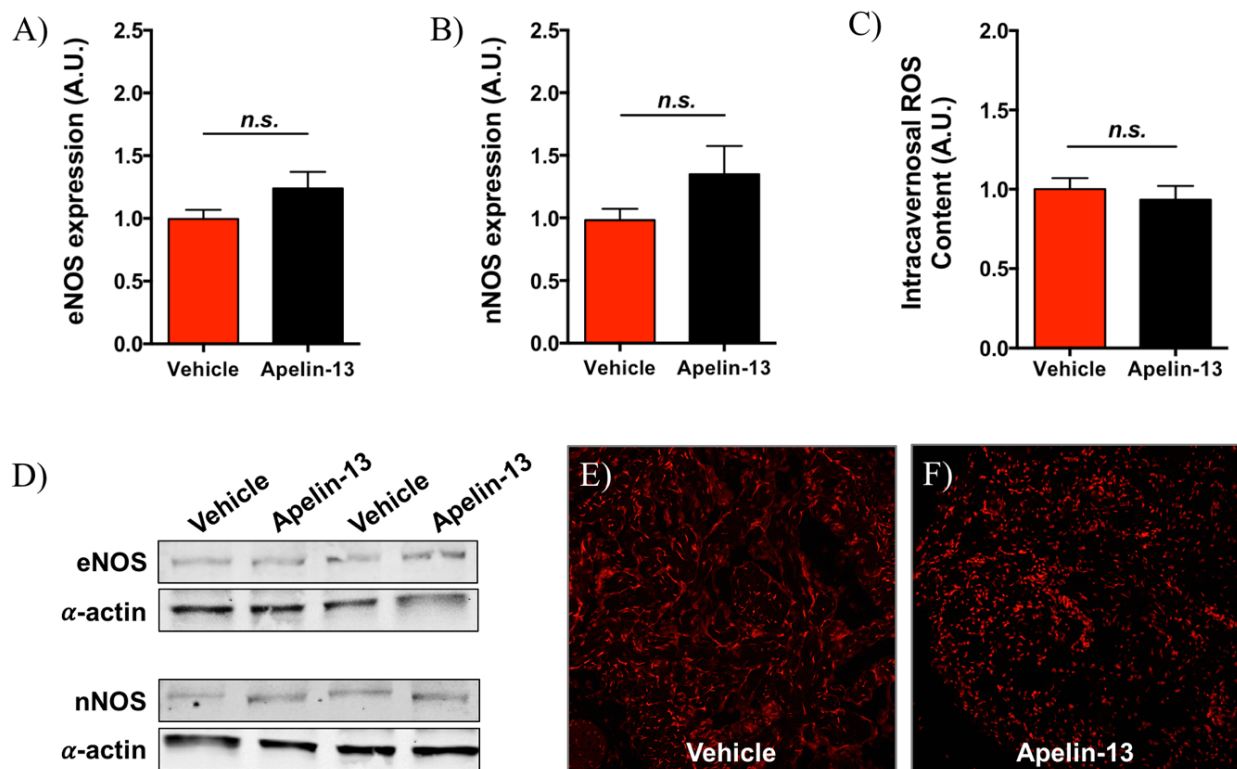 A)
eNOS expression (A.U.)
2.5
2.0
1.5
1.0
0.5
0.0
n.s.
Vehicle
Apelin-13
B)
nNOS expression (A.U.)
2.5
2.0
1.5
1.0
0.5
0.0
n.s.
Vehicle
Apelin-13
C)
Intracavernosal ROS
Content (A.U.)
2.0
1.5
1.0
0.5
0.0
n.s.
Vehicle
Apelin-13
D)
Vehicle
Apelin-13
Vehicle
Apelin-13
eNOS
α-actin
nNOS
α-actin
E)
Vehicle
F)
Apelin-13